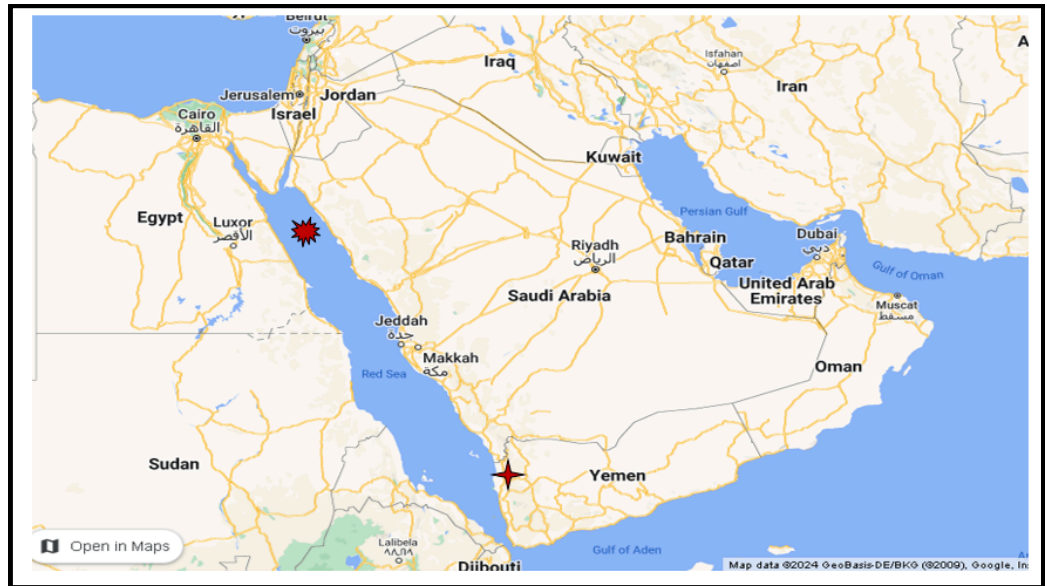 Beirut
بيروت
Isfahan
اصفهان
Iraq
Iran
Jerusalem
Jordan
Israel
Cairo
القاهرة
Kuwait
Persian Gulf
Egypt
Luxor
الأقصر
Riyadh
الرياض
Bahrain
Dubai
دبي
Qatar
Gulf of Oman
United Arab
Emirates
Saudi Arabia
Muscat
مسقط
Jeddah
جدة
Makkah
مكة
Red Sea
Oman
Sudan
Yemen
Lalibela
ላሊበላ
Open in Maps
Gulf of Aden
Djibouti
Map data ©2024 GeoBasis-DE/BKG (©2009), Google,